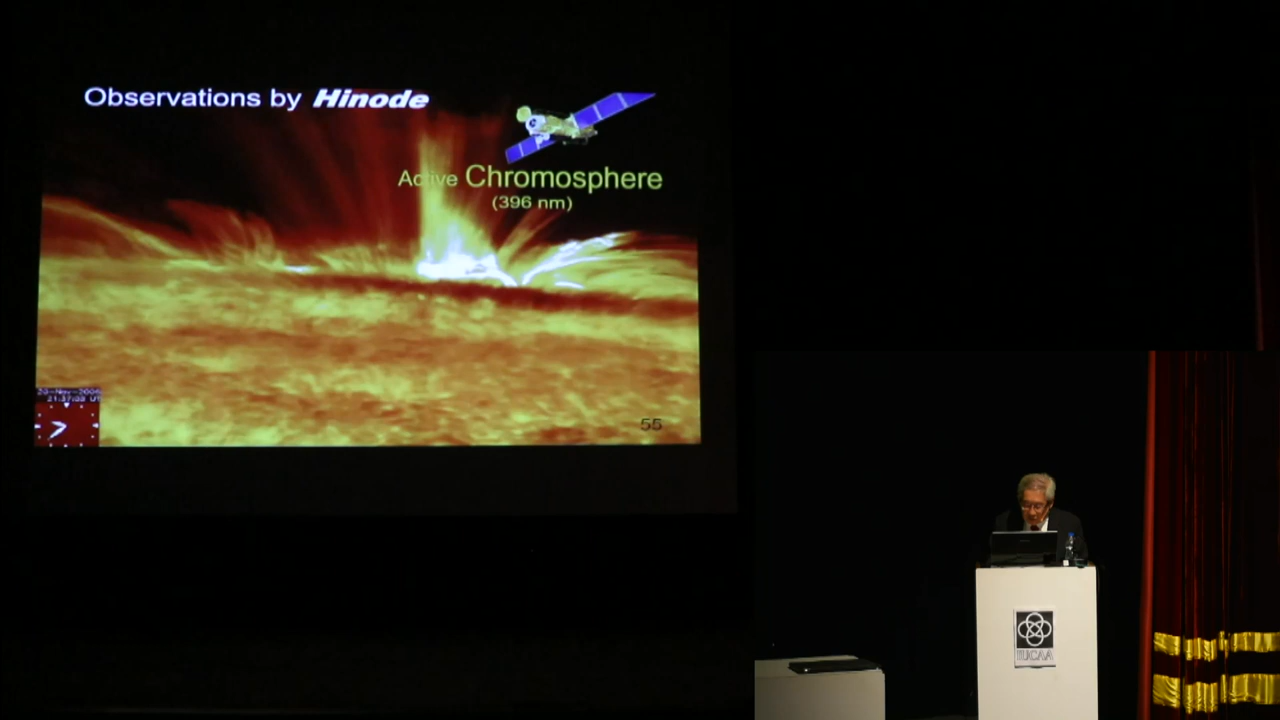 Observations by Hinode
Active Chromosphere
(396 nm)
55
IUCAA